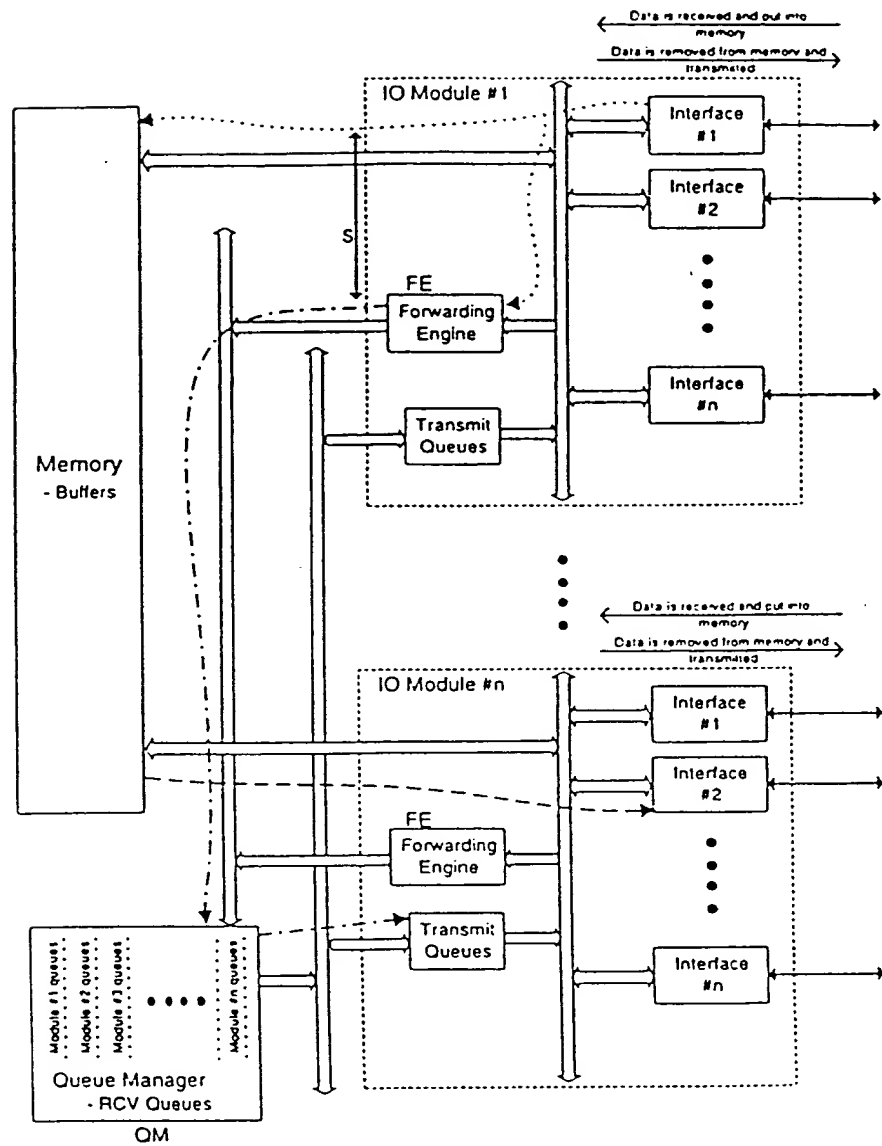 Data is received and put into
memory
Data is removed from memory and
transmitted
IO Module #1
Interface
#1
Interface
#2
S
FE
Forwarding
Engine
Interface
#n
Transmit
Queues
Memory
- Buffers
Data is received and put into
memory
Data is removed from memory and
transmitted
IO Module #n
Interface
#1
Interface
#2
FE
Forwarding
Engine
Transmit
Queues
Interface
#n
Module #1 queues
Module #2 queues
Module #3 queues
Module #n queues
Queue Manager
- RCV Queues
QM